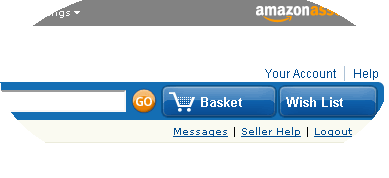 amazon
Your Account | Help
GO Basket Wish List
Messages | Seller Help | Logout